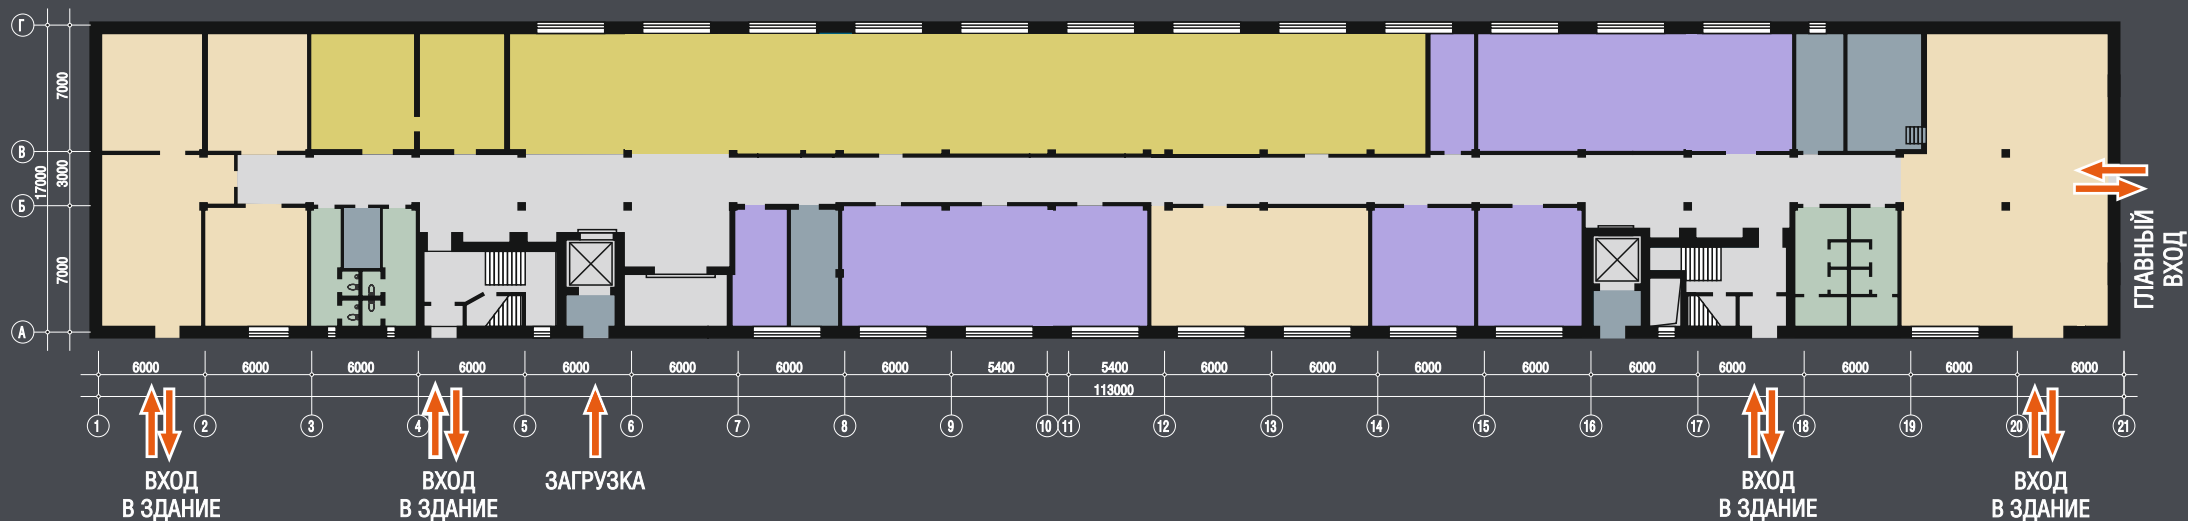 Г
7000
В
3000
17000
Б
7000
А
ГЛАВНЫЙ
ВХОД
6000 6000 6000 6000 6000 6000 6000 6000 5400 5400 6000 6000 6000 6000 6000 6000 6000 6000 6000
113000
1 2 3 4 5 6 7 8 9 10 11 12 13 14 15 16 17 18 19 20 21
ВХОД
В ЗДАНИЕ
ВХОД
В ЗДАНИЕ
ЗАГРУЗКА
ВХОД
В ЗДАНИЕ
ВХОД
В ЗДАНИЕ